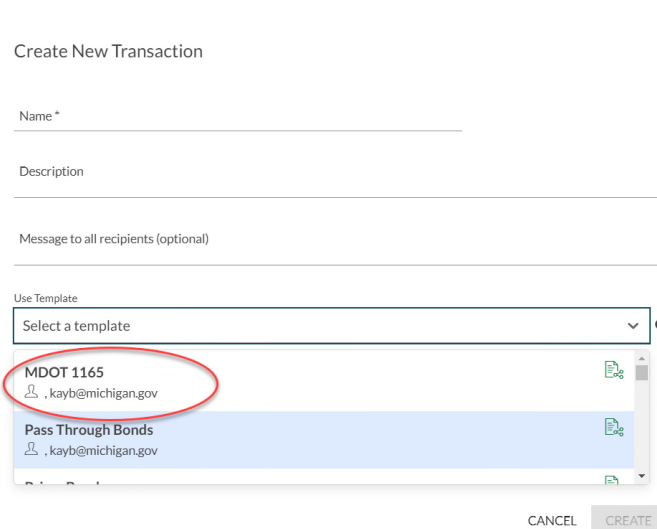 Create New Transaction
Name *
Description
Message to all recipients (optional)
Use Template
Select a template
MDOT 1165
, kayb@michigan.gov
Pass Through Bonds
, kayb@michigan.gov
CANCEL CREATE